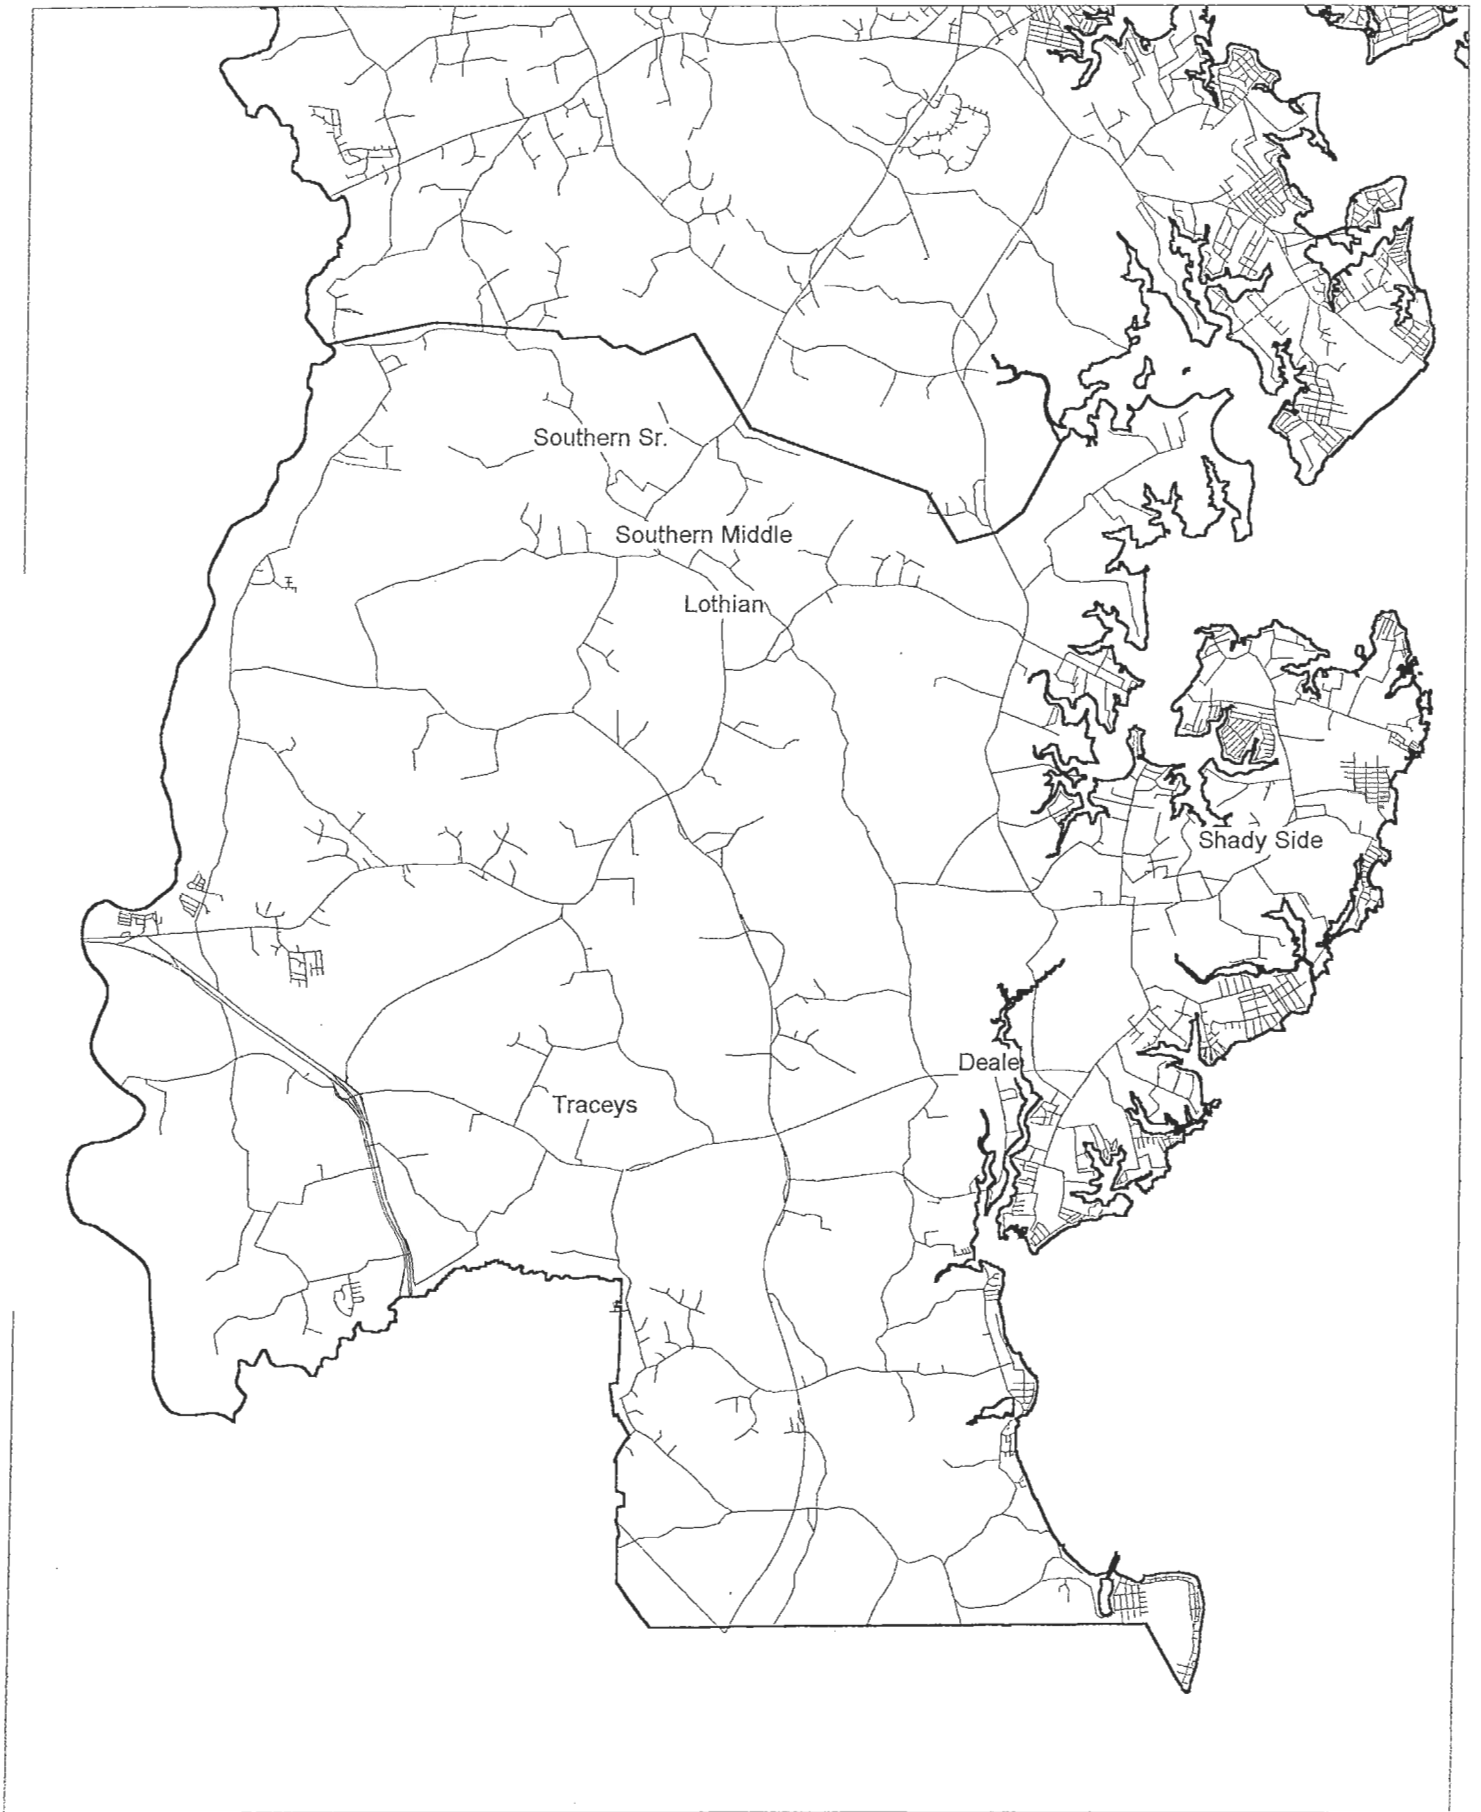 Southern Sr.
Southern Middle
Lothian
Shady Side
Deale
Traceys